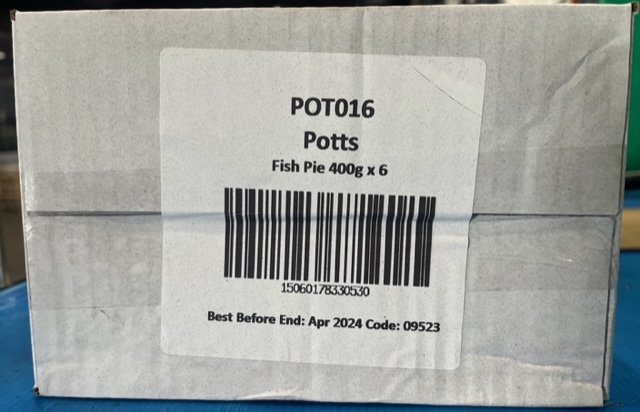 POT016
Potts
Fish Pie 400g x 6
15060178330530
Best Before End: Apr 2024 Code: 09523